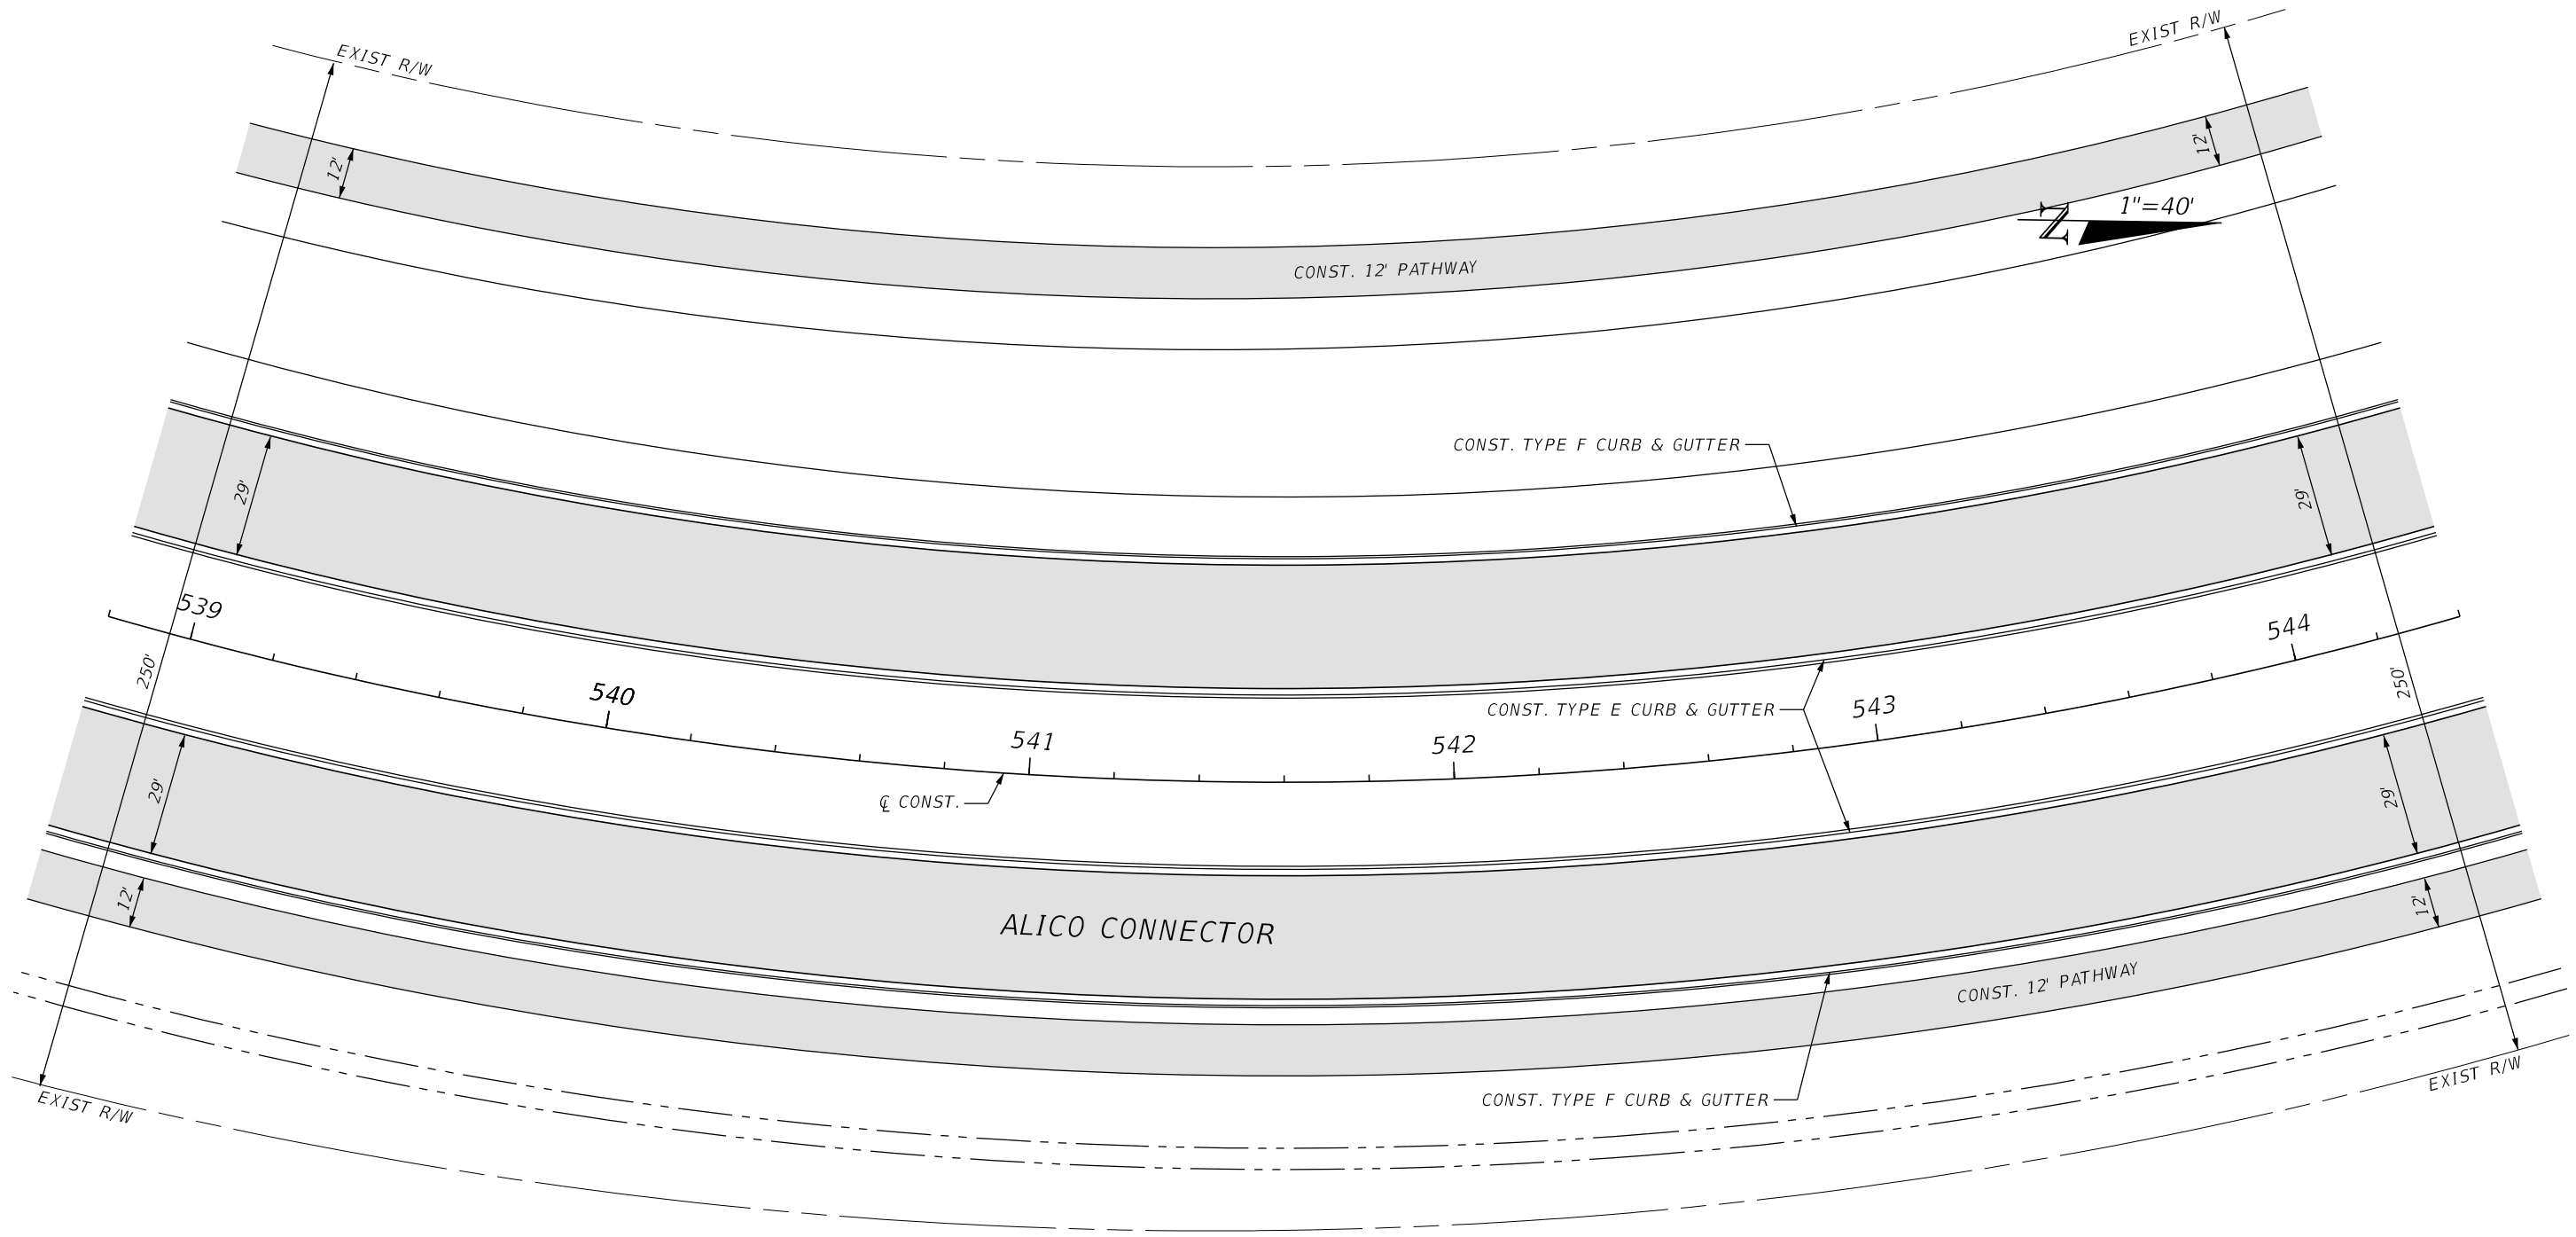 EXIST R/W
EXIST R/W
12'
12'
N
1"=40'
CONST. 12' PATHWAY
CONST. TYPE F CURB & GUTTER
29'
29'
539
544
250'
250'
540
543
CONST. TYPE E CURB & GUTTER
541
542
℄ CONST.
29'
29'
12'
12'
ALICO CONNECTOR
CONST. 12' PATHWAY
CONST. TYPE F CURB & GUTTER
EXIST R/W
EXIST R/W